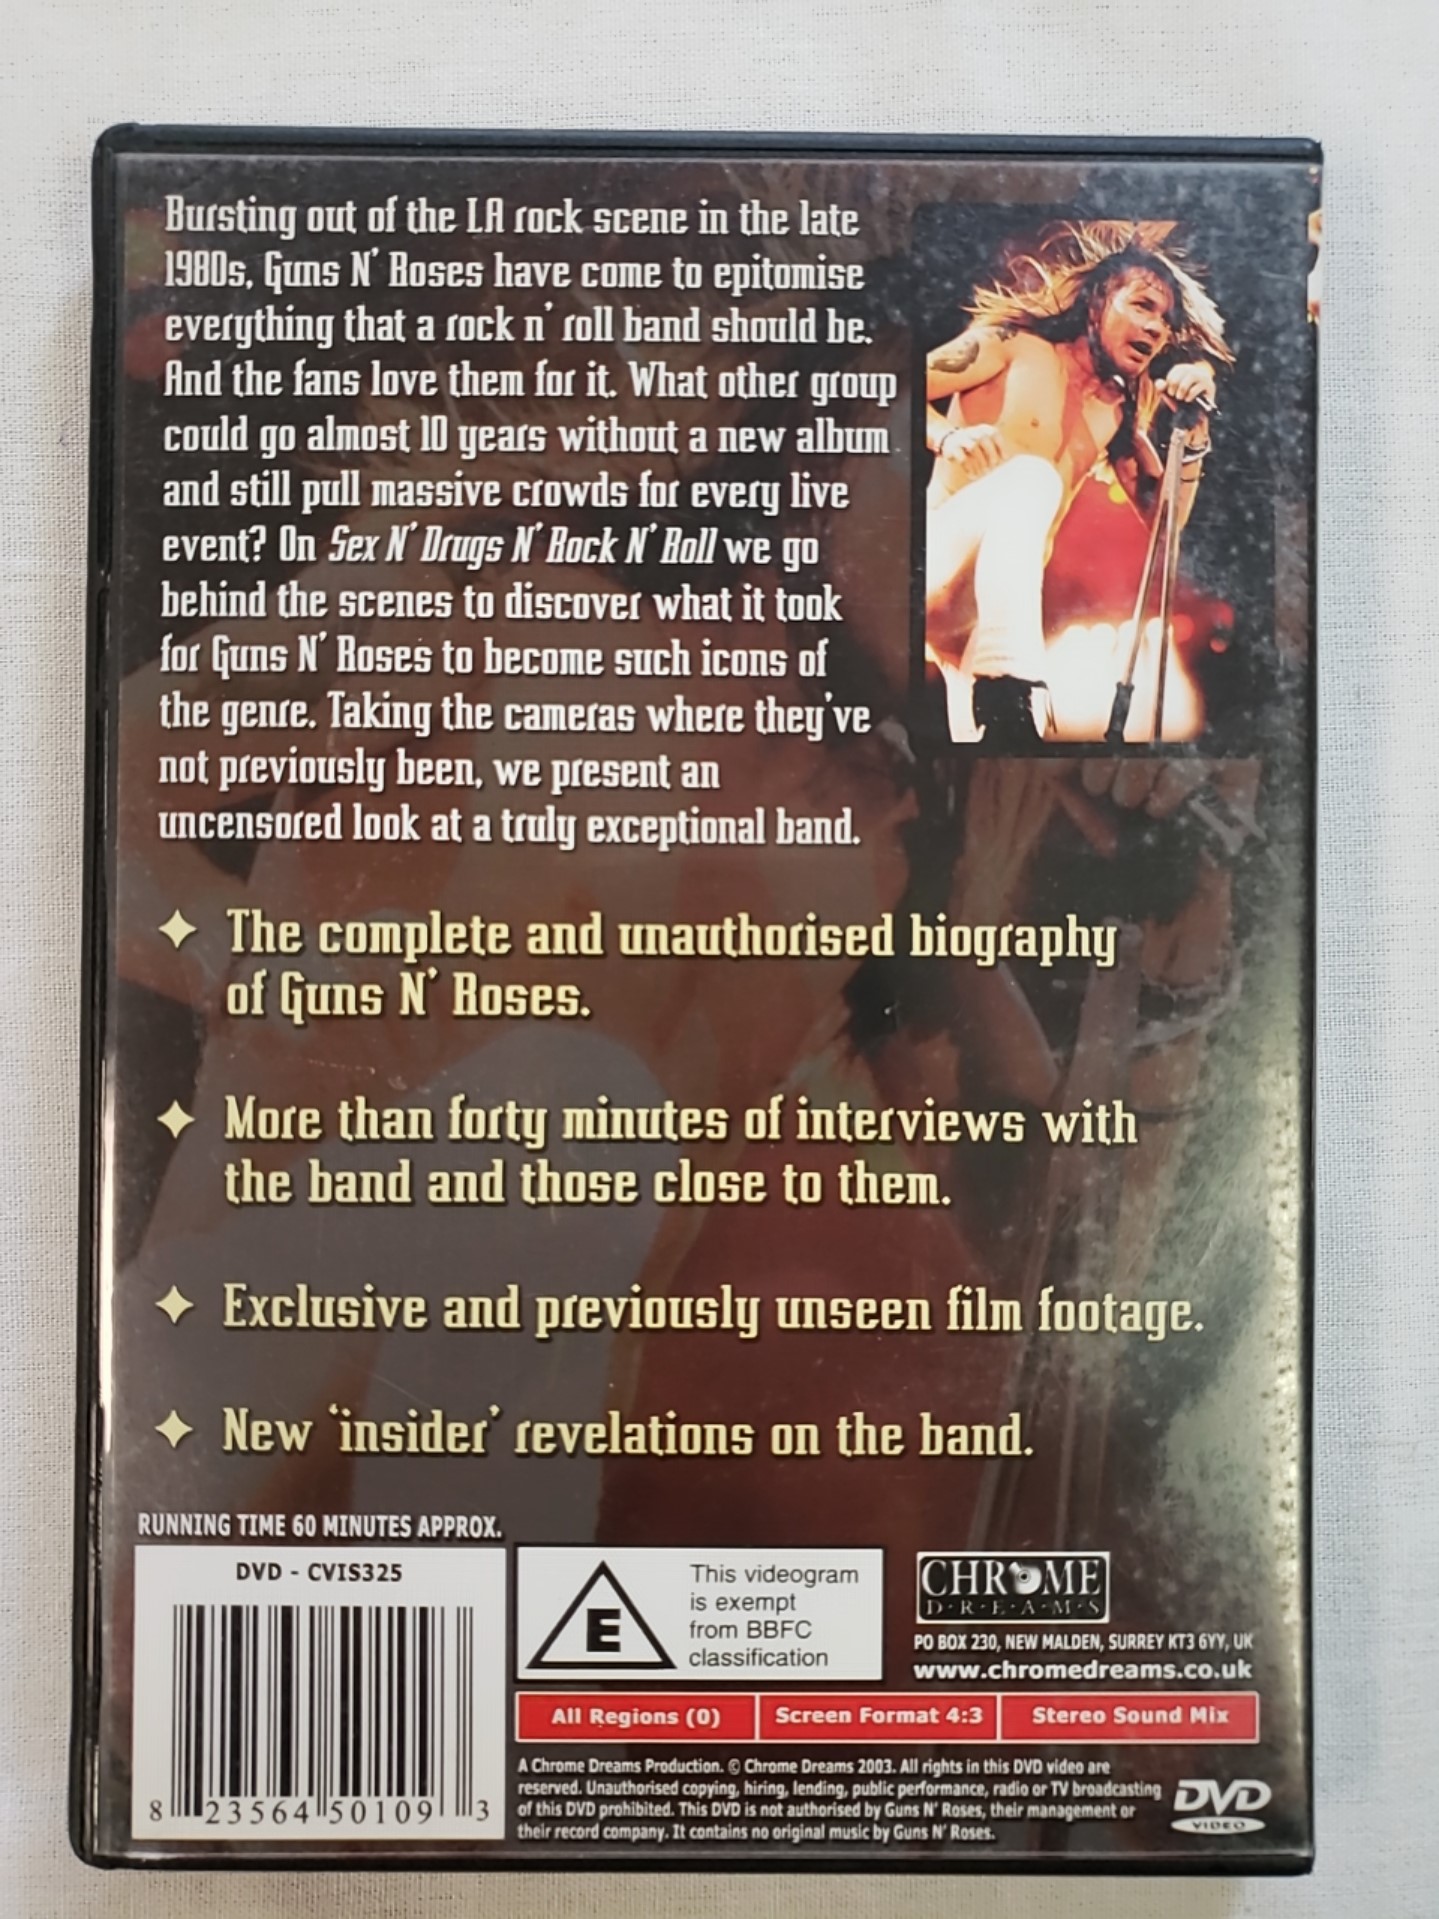 Bursting out of the LA rock scene in the late
1980s, Guns N' Roses have come to epitomise
everything that a rock n' roll band should be.
And the fans love them for it. What other group
could go almost 10 years without a new album
and still pull massive crowds for every live
event? On Sex N' Drugs N' Rock N' Roll we go
behind the scenes to discover what it took
for Guns N' Roses to become such icons of
the genre. Taking the cameras where they've
not previously been, we present an
uncensored look at a truly exceptional band.
The complete and unauthorised biography
of Guns N' Roses.
More than forty minutes of interviews with
the band and those close to them.
Exclusive and previously unseen film footage.
New 'insider' revelations on the band.
RUNNING TIME 60 MINUTES APPROX.
DVD - CVIS325
8 23564 50109 3
E
This videogram
is exempt
from BBFC
classification
CHROME
D·R·E·A·M·S
PO BOX 230, NEW MALDEN, SURREY KT3 6YY, UK
www.chromedreams.co.uk
All Regions (0)
Screen Format 4:3
Stereo Sound Mix
A Chrome Dreams Production. © Chrome Dreams 2003. All rights in this DVD video are
reserved. Unauthorised copying, hiring, lending, public performance, radio or TV broadcasting
of this DVD prohibited. This DVD is not authorised by Guns N' Roses, their management or
their record company. It contains no original music by Guns N' Roses.
DVD
VIDEO